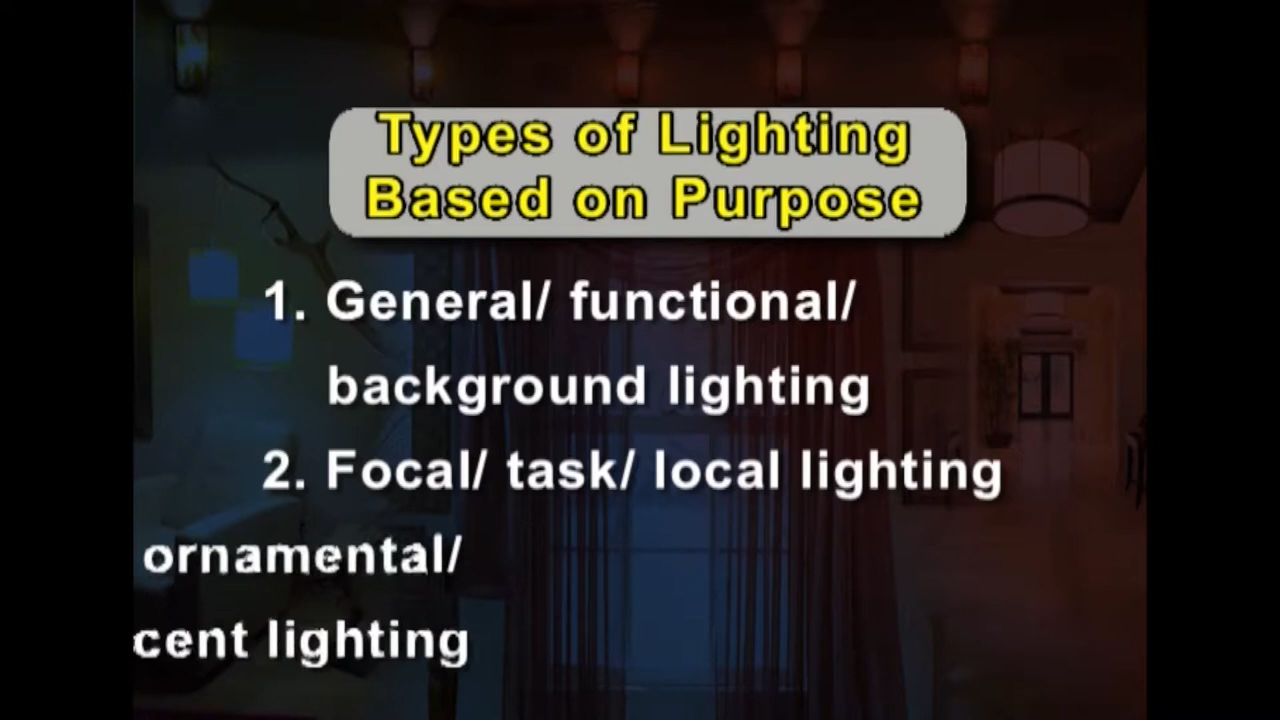 Types of Lighting
Based on Purpose
1. General/ functional/
background lighting
2. Focal/ task/ local lighting
ornamental/
cent lighting